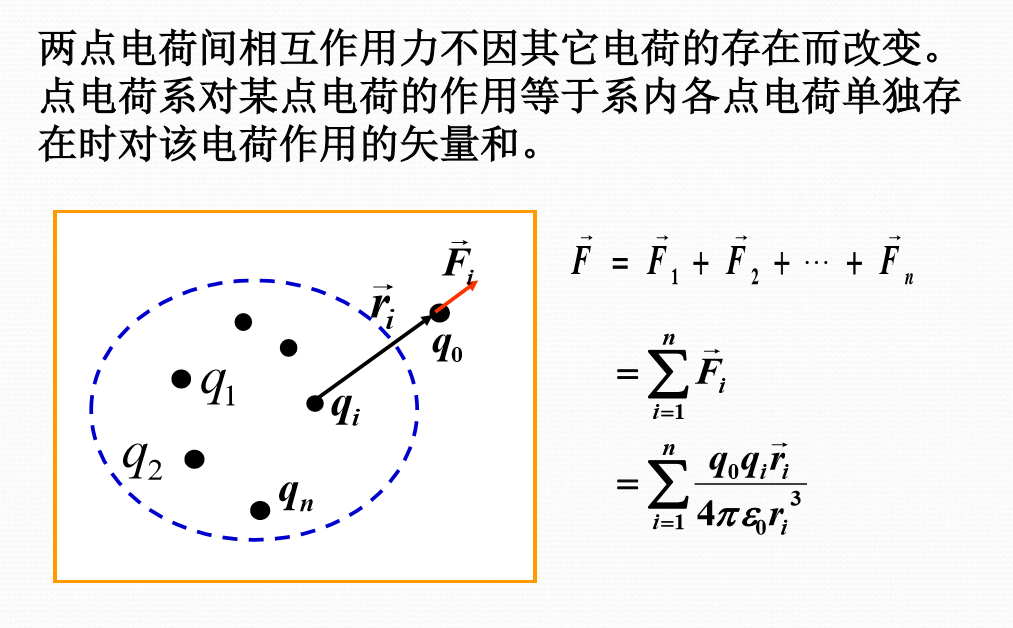 两点电荷间相互作用力不因其它电荷的存在而改变。
点电荷系对某点电荷的作用等于系内各点电荷单独存
在时对该电荷作用的矢量和。
$\vec{F}_i$
$\vec{r}_i$
$q_0$
$q_1$
$q_i$
$q_2$
$q_n$
$\vec{F} = \vec{F}_1 + \vec{F}_2 + \cdots + \vec{F}_n$
$= \sum_{i=1}^{n} \vec{F}_i$
$= \sum_{i=1}^{n} \frac{q_0 q_i \vec{r}_i}{4\pi\varepsilon_0 r_i^3}$